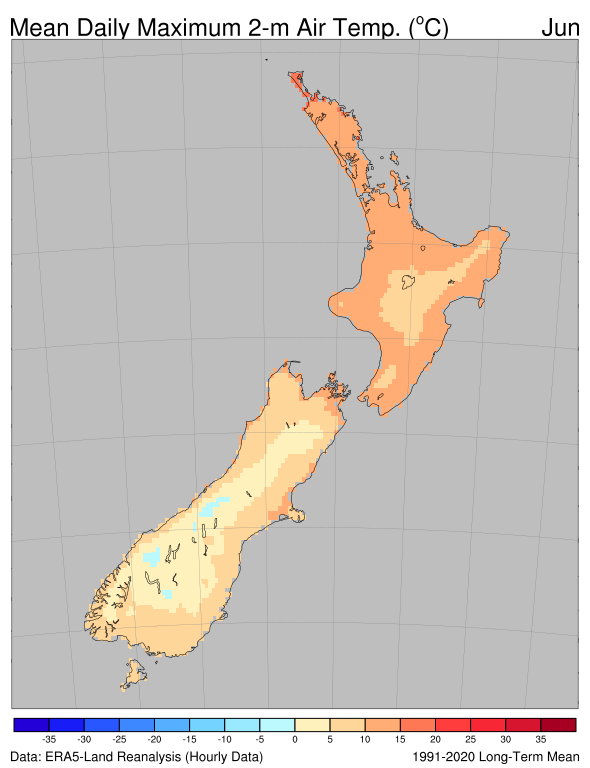 Mean Daily Maximum 2-m Air Temp. (°C) Jun
-35 -30 -25 -20 -15 -10 -5 0 5 10 15 20 25 30 35
Data: ERA5-Land Reanalysis (Hourly Data) 1991-2020 Long-Term Mean